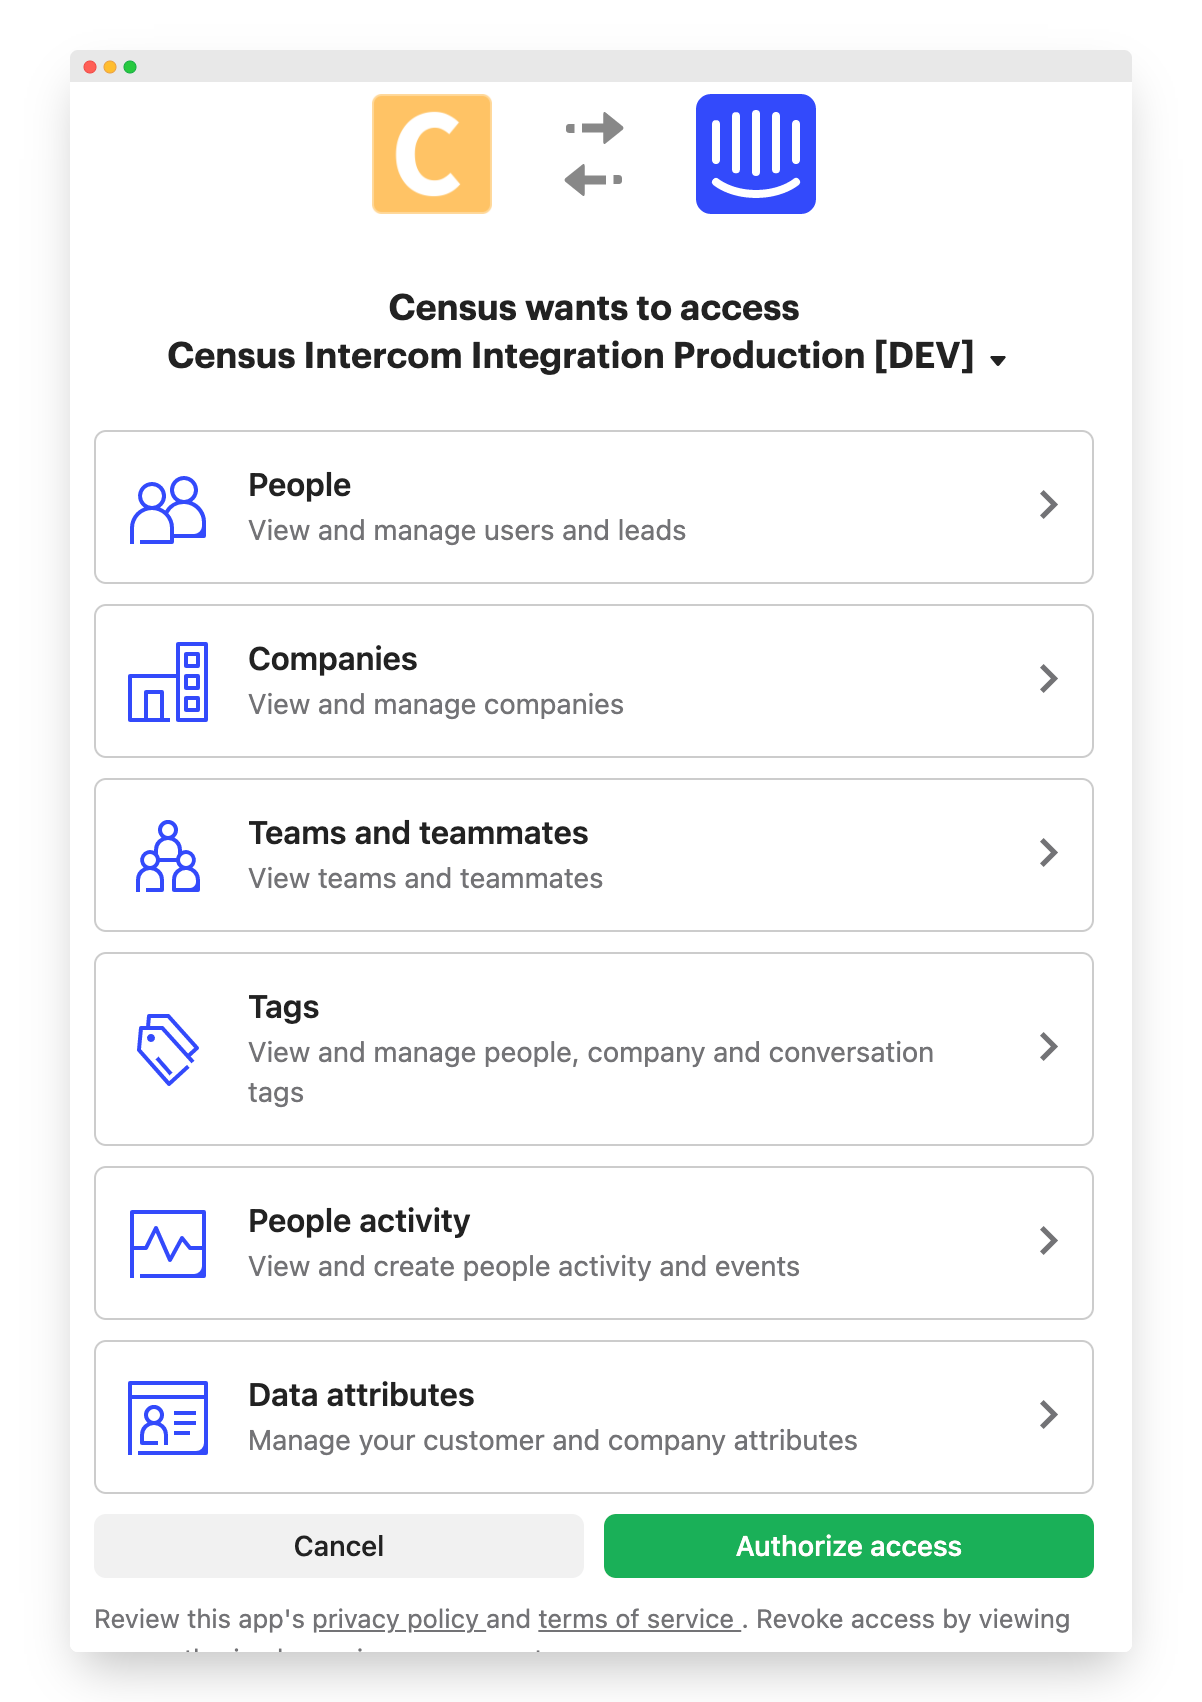 C
Census wants to access
Census Intercom Integration Production [DEV]
People
View and manage users and leads
Companies
View and manage companies
Teams and teammates
View teams and teammates
Tags
View and manage people, company and conversation
tags
People activity
View and create people activity and events
Data attributes
Manage your customer and company attributes
Cancel
Authorize access
Review this app's privacy policy and terms of service . Revoke access by viewing